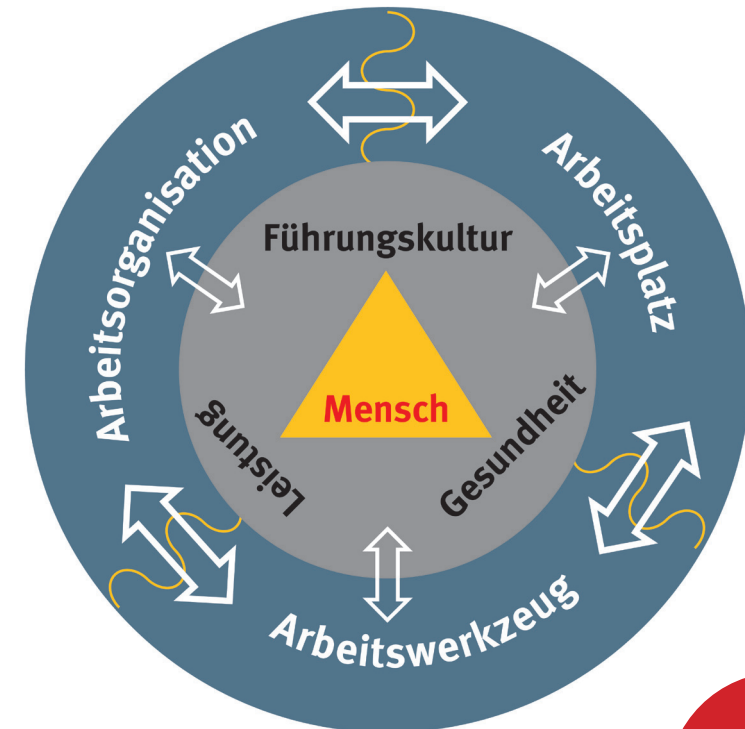 Arbeitsorganisation
Arbeitsplatz
Führungskultur
Mensch
Leistung
Gesundheit
Arbeitswerkzeug